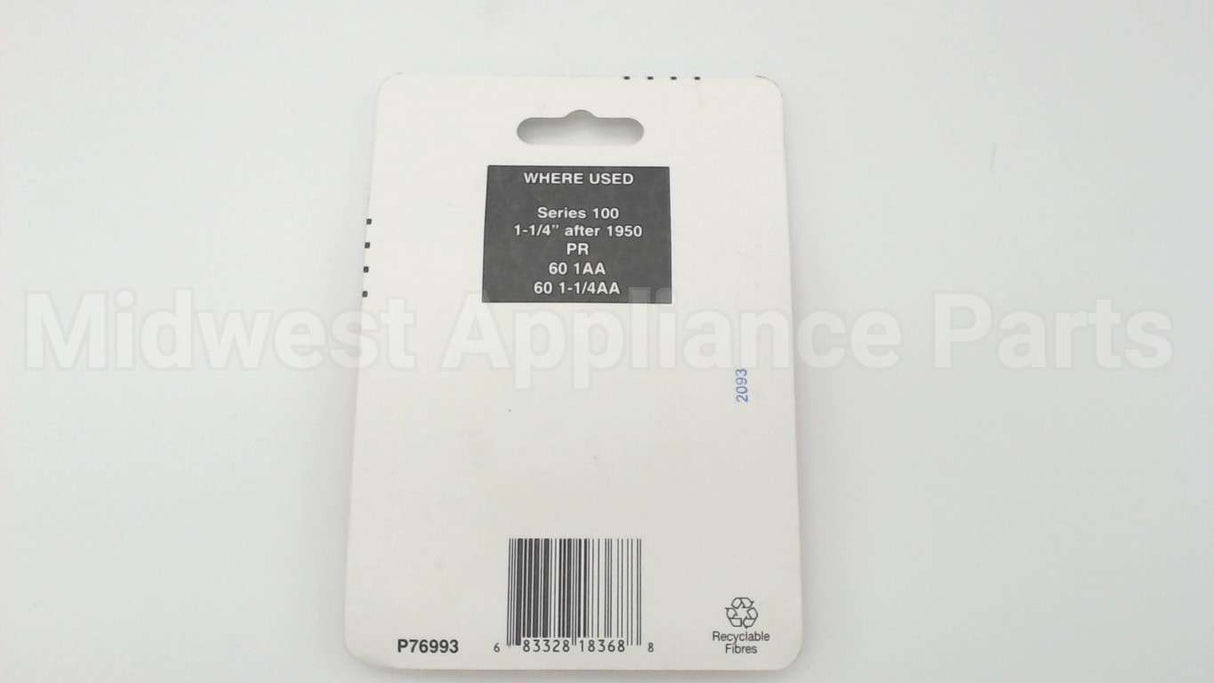 WHERE USED
Series 100
1-1/4” after 1950
PR
60 1AA
60 1-1/4AA
Midwest Appliance Parts
2093
P76993
6 83328 18368 8
Recyclable
Fibres